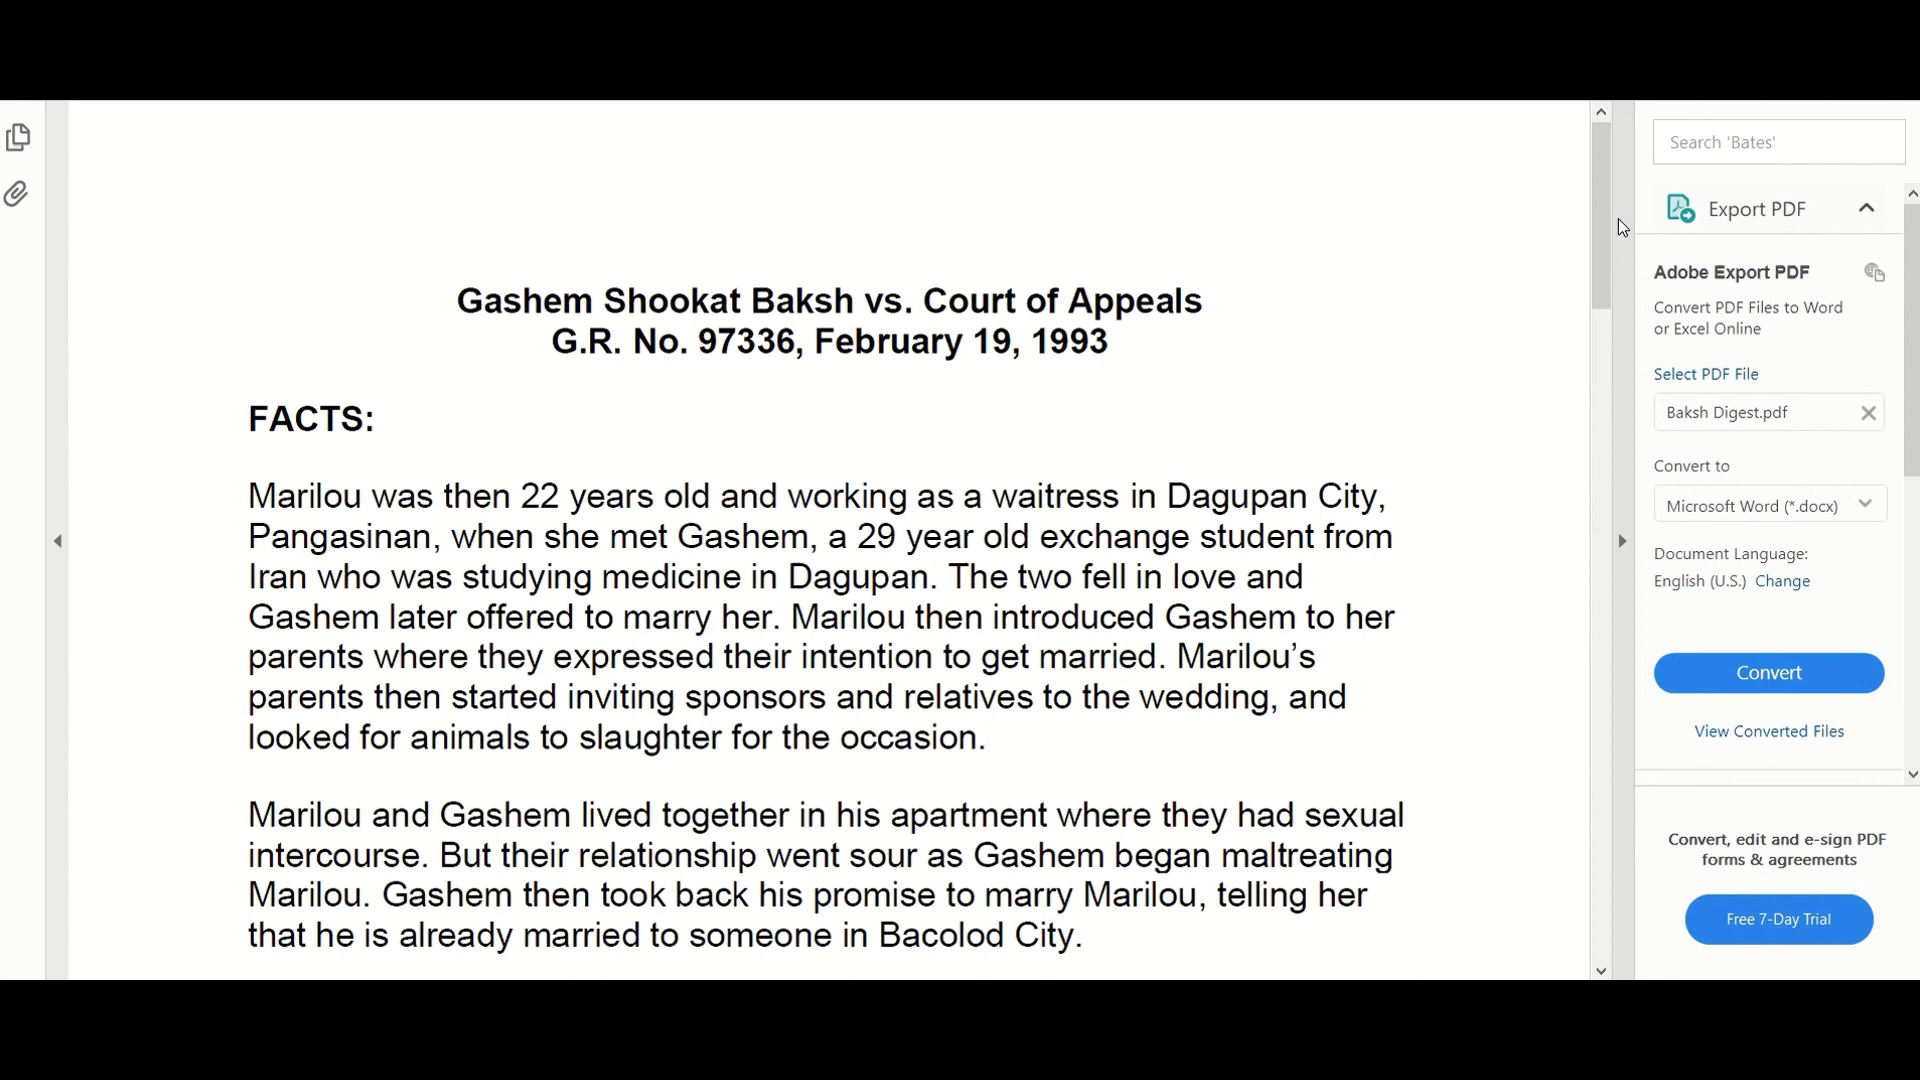 Gashem Shookat Baksh vs. Court of Appeals
G.R. No. 97336, February 19, 1993
FACTS:
Marilou was then 22 years old and working as a waitress in Dagupan City,
Pangasinan, when she met Gashem, a 29 year old exchange student from
Iran who was studying medicine in Dagupan. The two fell in love and
Gashem later offered to marry her. Marilou then introduced Gashem to her
parents where they expressed their intention to get married. Marilou’s
parents then started inviting sponsors and relatives to the wedding, and
looked for animals to slaughter for the occasion.
Marilou and Gashem lived together in his apartment where they had sexual
intercourse. But their relationship went sour as Gashem began maltreating
Marilou. Gashem then took back his promise to marry Marilou, telling her
that he is already married to someone in Bacolod City.
Search 'Bates'
Export PDF
Adobe Export PDF
Convert PDF Files to Word
or Excel Online
Select PDF File
Baksh Digest.pdf
Convert to
Microsoft Word (*.docx)
Document Language:
English (U.S.) Change
Convert
View Converted Files
Convert, edit and e-sign PDF
forms & agreements
Free 7-Day Trial